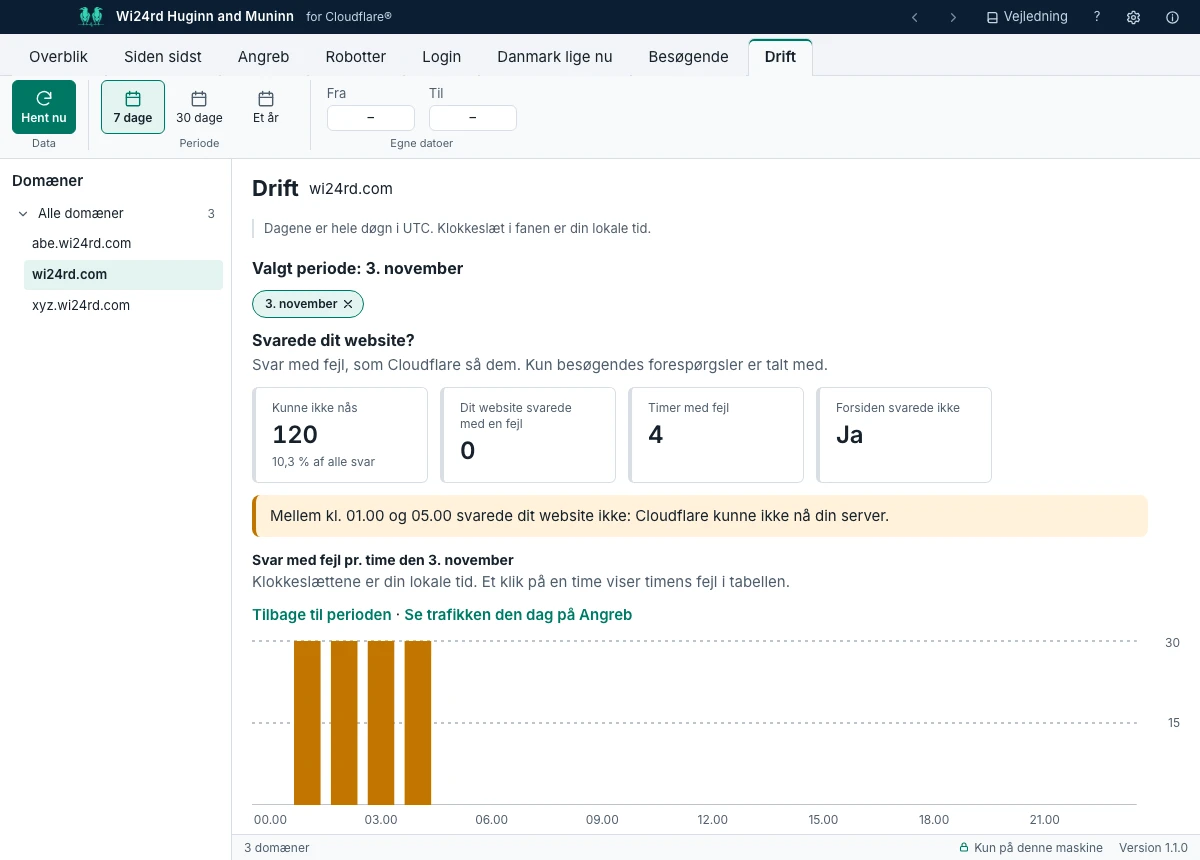 Wi24rd Huginn and Muninn for Cloudflare®
Vejledning ?
Overblik Siden sidst Angreb Robotter Login Danmark lige nu Besøgende Drift
Hent nu 7 dage 30 dage Et år
Data Periode
Fra Til
– –
Egne datoer
Domæner
Alle domæner 3
abe.wi24rd.com
wi24rd.com
xyz.wi24rd.com
Drift wi24rd.com
Dagene er hele døgn i UTC. Klokkeslæt i fanen er din lokale tid.
Valgt periode: 3. november
3. november ×
Svarede dit website?
Svar med fejl, som Cloudflare så dem. Kun besøgendes forespørgsler er talt med.
Kunne ikke nås
120
10,3 % af alle svar
Dit website svarede
med en fejl
0
Timer med fejl
4
Forsiden svarede ikke
Ja
Mellem kl. 01.00 og 05.00 svarede dit website ikke: Cloudflare kunne ikke nå din server.
Svar med fejl pr. time den 3. november
Klokkeslættene er din lokale tid. Et klik på en time viser timens fejl i tabellen.
Tilbage til perioden · Se trafikken den dag på Angreb
30
15
00.00 03.00 06.00 09.00 12.00 15.00 18.00 21.00
3 domæner Kun på denne maskine Version 1.1.0